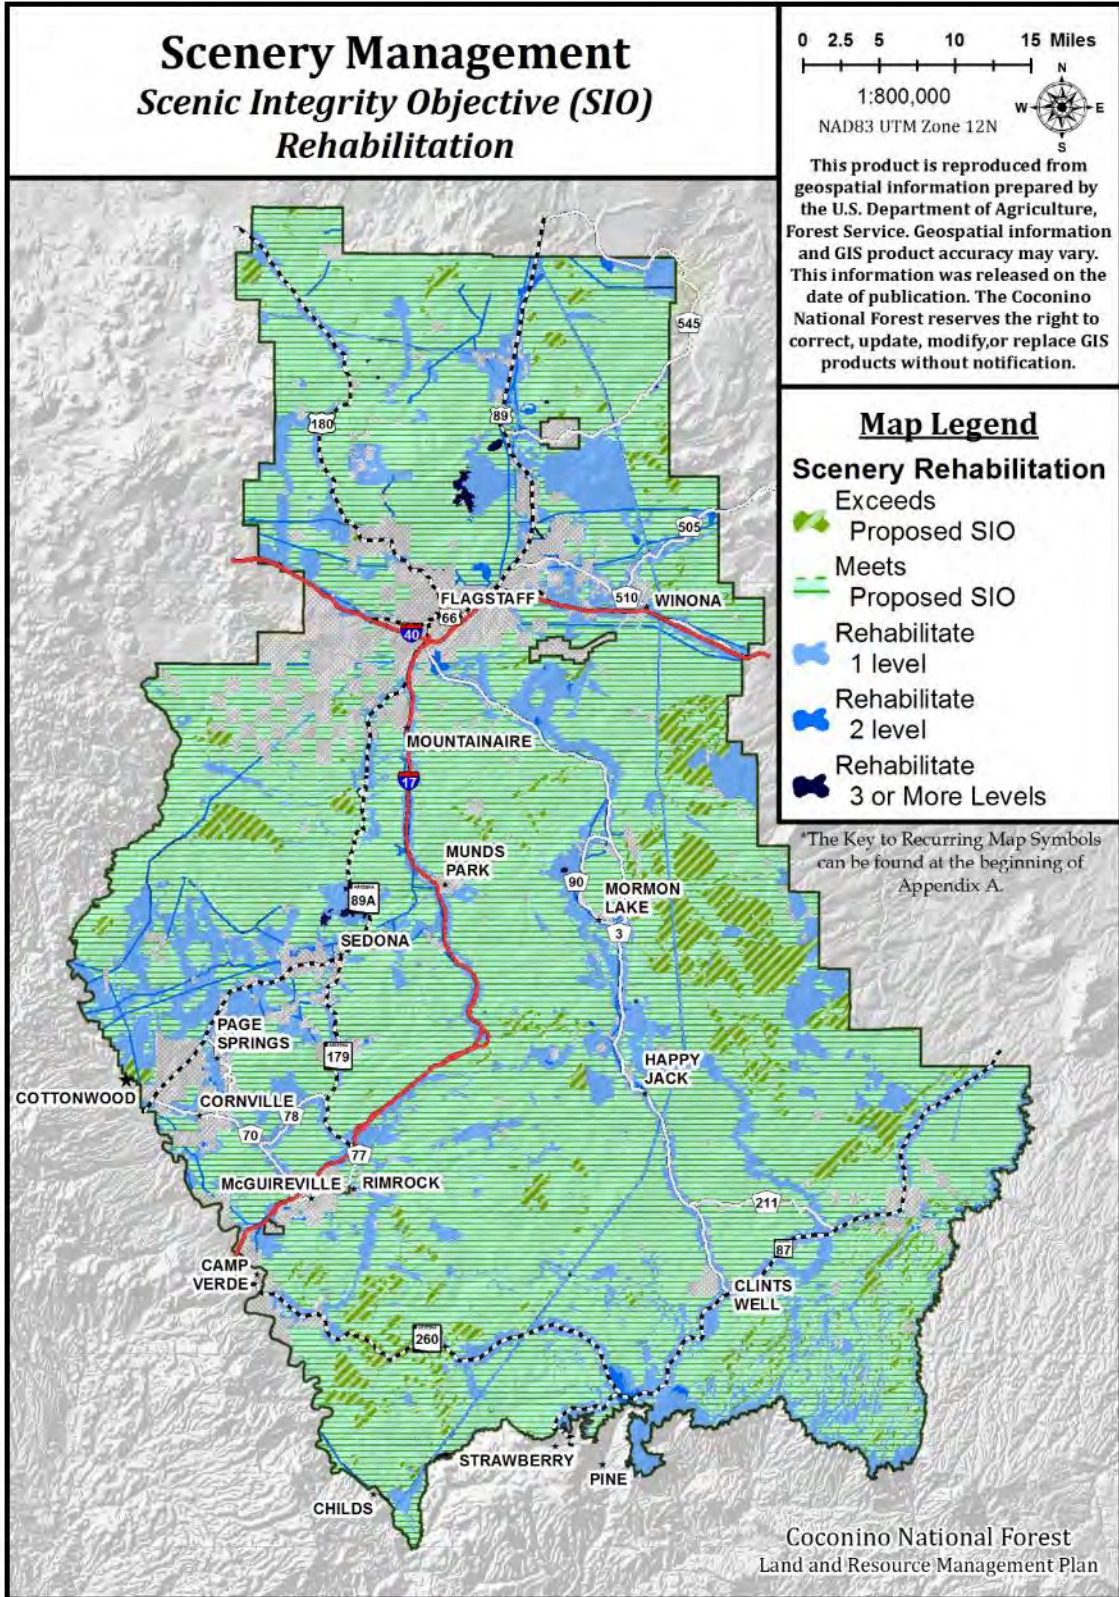 Scenery Management
Scenic Integrity Objective (SIO)
Rehabilitation
0 2.5 5 10 15 Miles
1:800,000
NAD83 UTM Zone 12N
N
W E
S
This product is reproduced from
geospatial information prepared by
the U.S. Department of Agriculture,
Forest Service. Geospatial information
and GIS product accuracy may vary.
This information was released on the
date of publication. The Coconino
National Forest reserves the right to
correct, update, modify,or replace GIS
products without notification.
Map Legend
Scenery Rehabilitation
Exceeds
Proposed SIO
Meets
Proposed SIO
Rehabilitate
1 level
Rehabilitate
2 level
Rehabilitate
3 or More Levels
*The Key to Recurring Map Symbols
can be found at the beginning of
Appendix A.
545
180
89
505
FLAGSTAFF
510
WINONA
66
40
MOUNTAINAIRE
17
MUNDS
PARK
90
MORMON
LAKE
89A
3
SEDONA
PAGE
SPRINGS
179
HAPPY
JACK
COTTONWOOD
CORNVILLE
78
70
77
McGUIREVILLE
RIMROCK
211
87
CAMP
VERDE
CLINTS
WELL
260
STRAWBERRY
PINE
CHILDS
Coconino National Forest
Land and Resource Management Plan